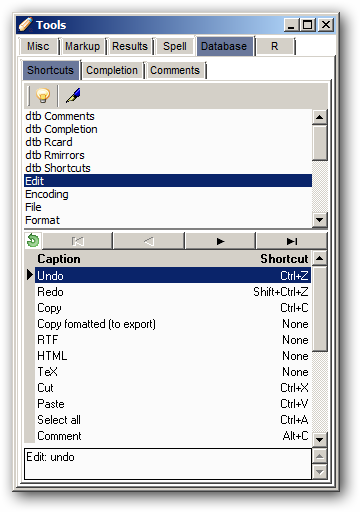 Tools
Misc Markup Results Spell Database R
Shortcuts Completion Comments
dtb Comments
dtb Completion
dtb Rcard
dtb Rmirrors
dtb Shortcuts
Edit
Encoding
File
Format
Caption Shortcut
Undo Ctrl+Z
Redo Shift+Ctrl+Z
Copy Ctrl+C
Copy fomatted (to export) None
RTF None
HTML None
TeX None
Cut Ctrl+X
Paste Ctrl+V
Select all Ctrl+A
Comment Alt+C
Edit: undo